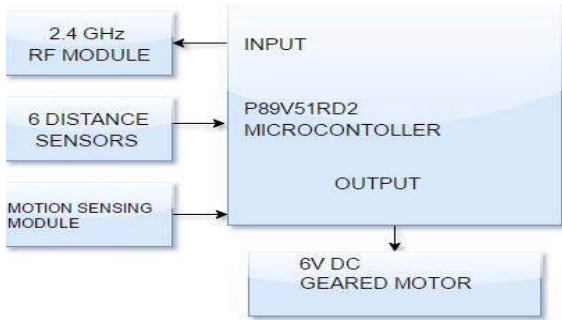 2.4 GHz
RF MODULE
INPUT
6 DISTANCE
SENSORS
P89V51RD2
MICROCONTOLLER
OUTPUT
MOTION SENSING
MODULE
6V DC
GEARED MOTOR